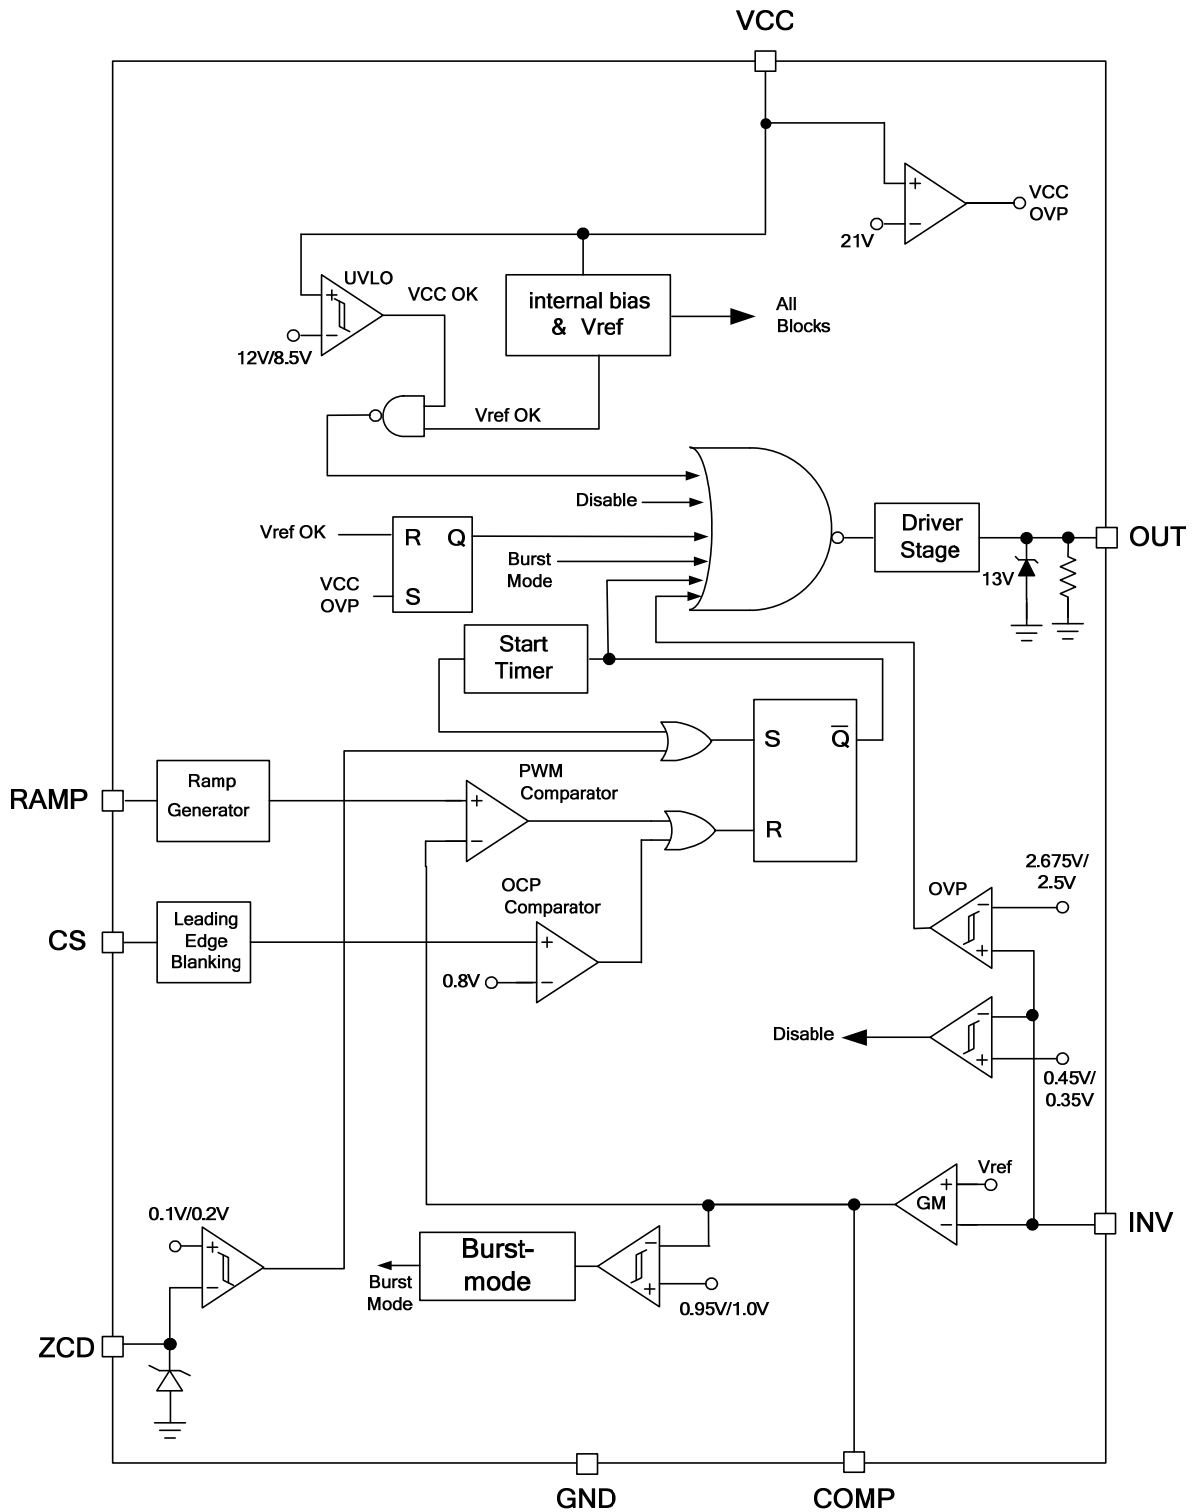 VCC
+
VCC
OVP
−
21V
UVLO
+
−
12V/8.5V
VCC OK
internal bias
& Vref
All
Blocks
Vref OK
Disable
Vref OK
R Q
VCC
OVP
S
Burst
Mode
Driver
Stage
OUT
13V
Start
Timer
S Q̅
R
RAMP
Ramp
Generator
PWM
Comparator
+
−
OCP
Comparator
CS
Leading
Edge
Blanking
+
0.8V
−
OVP
2.675V/
2.5V
−
+
Disable
−
+
0.45V/
0.35V
Vref
+
GM
−
INV
0.1V/0.2V
+
−
Burst
Mode
Burst-
mode
−
+
0.95V/1.0V
ZCD
GND
COMP